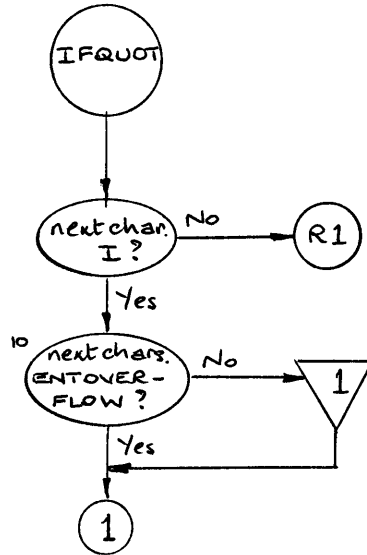 IFQUOT
next char.
I?
No
R1
Yes
10
next chars.
ENTOVER-
FLOW?
No
1
Yes
1